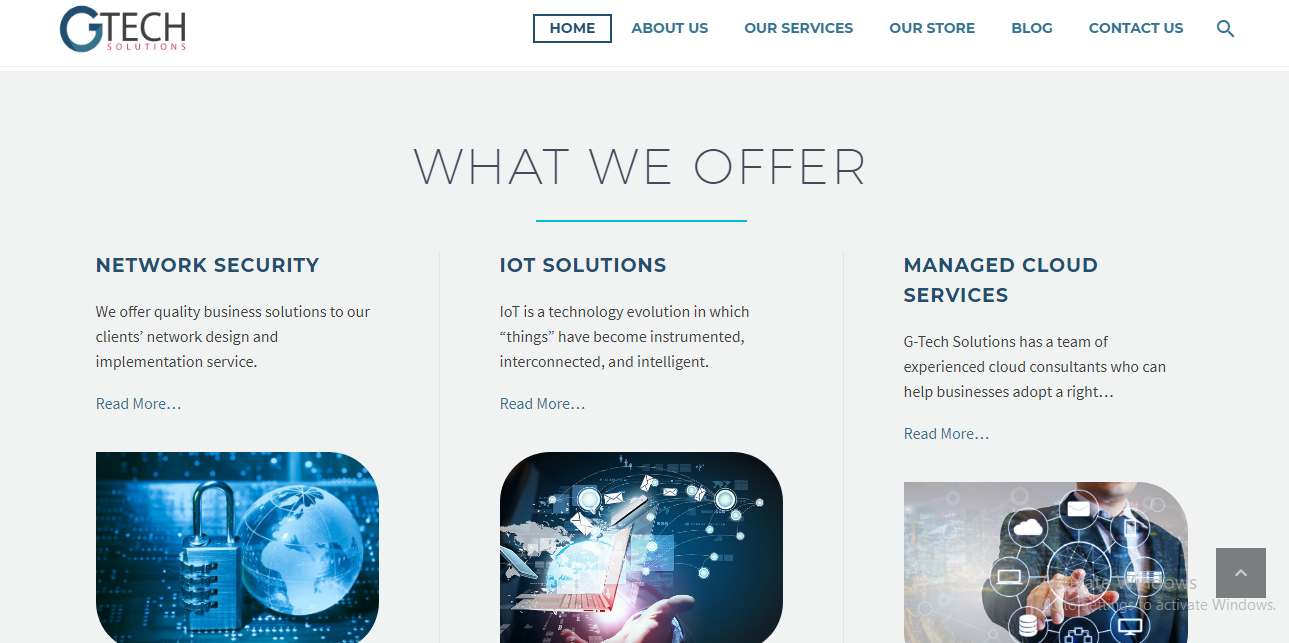 GTECH
SOLUTIONS
HOME ABOUT US OUR SERVICES OUR STORE BLOG CONTACT US
WHAT WE OFFER
NETWORK SECURITY
We offer quality business solutions to our
clients’ network design and
implementation service.
Read More…
IOT SOLUTIONS
IoT is a technology evolution in which
“things” have become instrumented,
interconnected, and intelligent.
Read More…
MANAGED CLOUD
SERVICES
G-Tech Solutions has a team of
experienced cloud consultants who can
help businesses adopt a right…
Read More…
Activate Windows
Go to Settings to activate Windows.